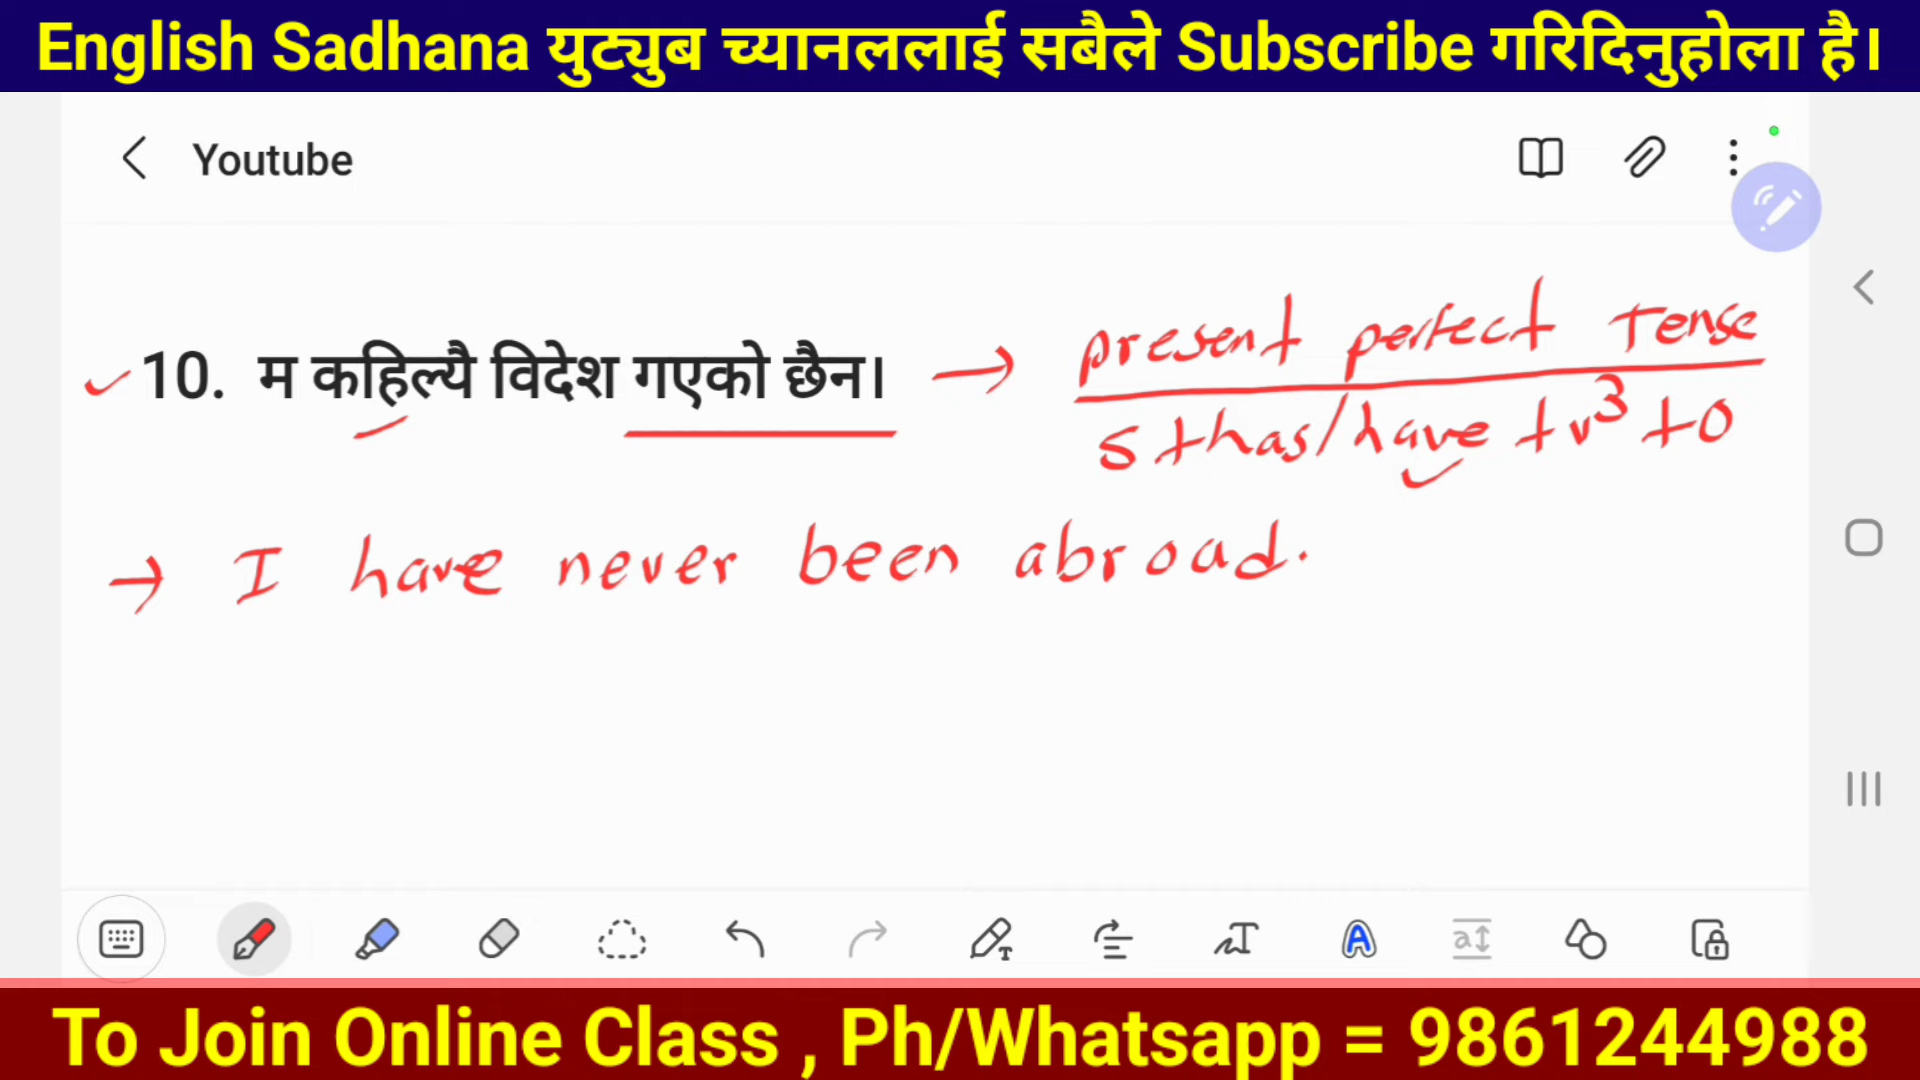 English Sadhana युट्युब च्यानललाई सबैले Subscribe गरिदिनुहोला है।
Youtube
10. म कहिल्यै विदेश गएको छैन। → present perfect Tense
S + has/have + v³ + O
→ I have never been abroad.
To Join Online Class , Ph/Whatsapp = 9861244988